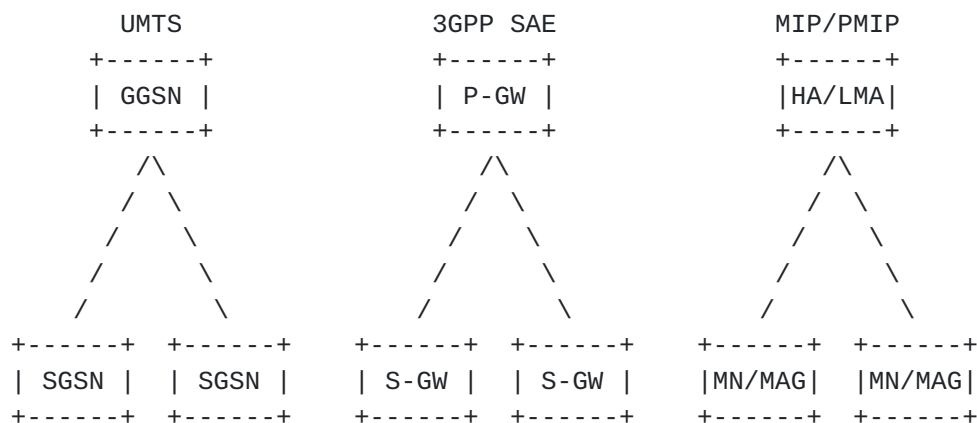 UMTS 3GPP SAE MIP/PMIP
+------+ +------+ +------+
| GGSN | | P-GW | |HA/LMA|
+------+ +------+ +------+
/\ /\ /\
/ \ / \ / \
/ \ / \ / \
/ \ / \ / \
/ \ / \ / \
+------+ +------+ +------+ +------+ +------+ +------+
| SGSN | | SGSN | | S-GW | | S-GW | |MN/MAG| |MN/MAG|
+------+ +------+ +------+ +------+ +------+ +------+